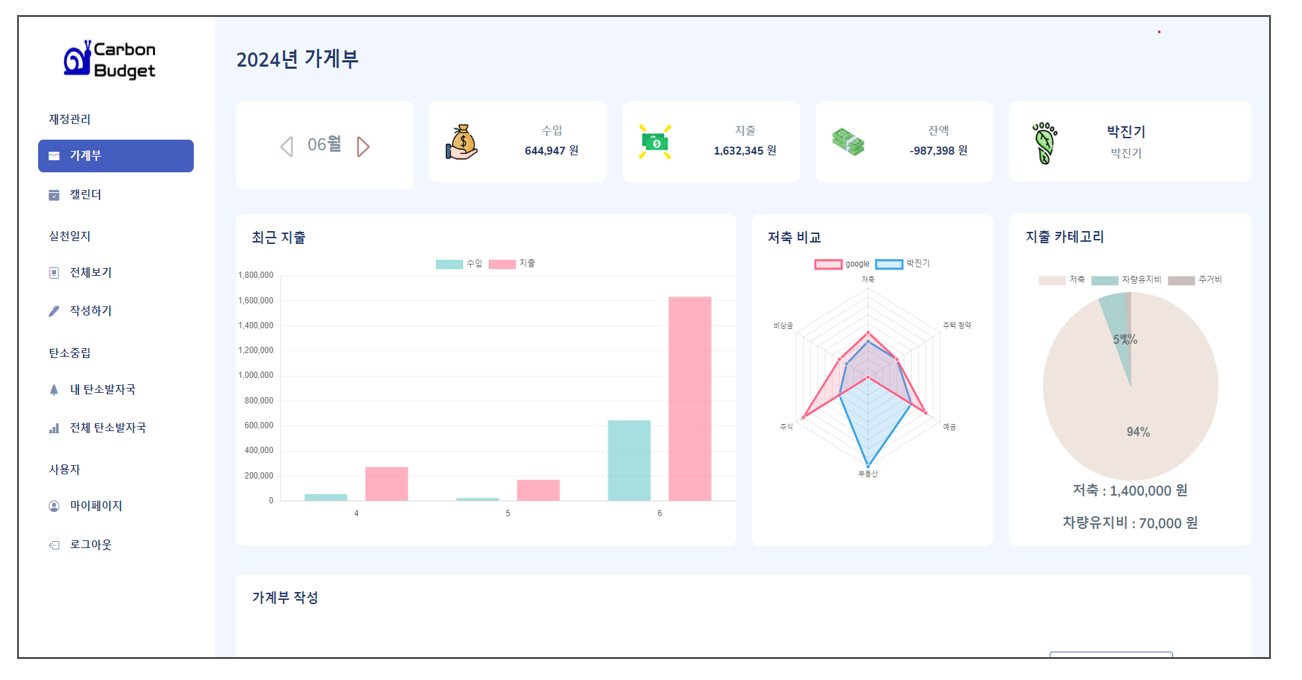 Carbon
Budget
재정관리
가계부
캘린더
실천일지
전체보기
작성하기
탄소중립
내 탄소발자국
전체 탄소발자국
사용자
마이페이지
로그아웃
2024년 가게부
06월
수입
644,947 원
지출
1,632,345 원
잔액
-987,398 원
박진기
박진기
최근 지출
수입 지출
1,800,000
1,600,000
1,400,000
1,200,000
1,000,000
800,000
600,000
400,000
200,000
0
4 5 6
저축 비교
google 박진기
저축
비상금 주택 청약
주식 예금
부동산
지출 카테고리
저축 차량유지비 주거비
5%
94%
저축 : 1,400,000 원
차량유지비 : 70,000 원
가계부 작성